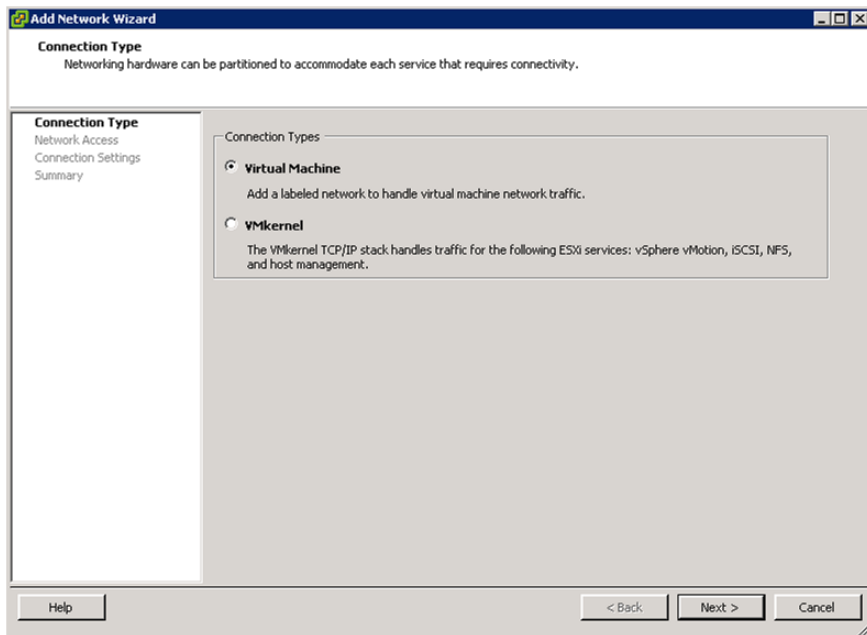 Add Network Wizard
Connection Type
Networking hardware can be partitioned to accommodate each service that requires connectivity.
Connection Type
Network Access
Connection Settings
Summary
Connection Types
Virtual Machine
Add a labeled network to handle virtual machine network traffic.
VMkernel
The VMkernel TCP/IP stack handles traffic for the following ESXi services: vSphere vMotion, iSCSI, NFS,
and host management.
Help
< Back
Next >
Cancel